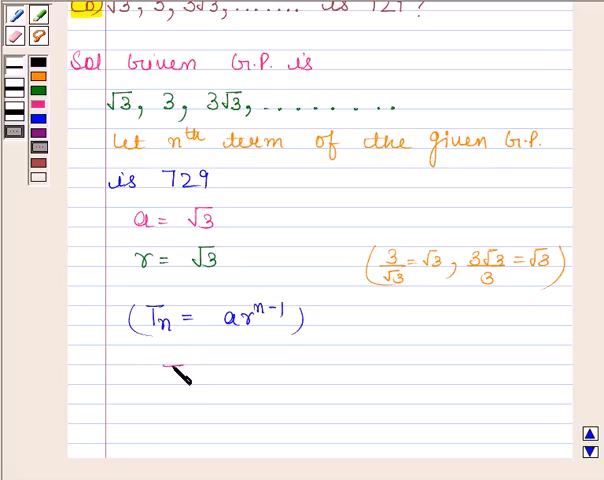 (b) √3, 3, 3√3, ....... is 729?
Sol Given G.P. is
√3, 3, 3√3, .........
Let nᵗʰ term of the given G.P.
is 729
a = √3
r = √3 (3/√3 = √3, 3√3/3 = √3)
(Tₙ = arⁿ⁻¹)